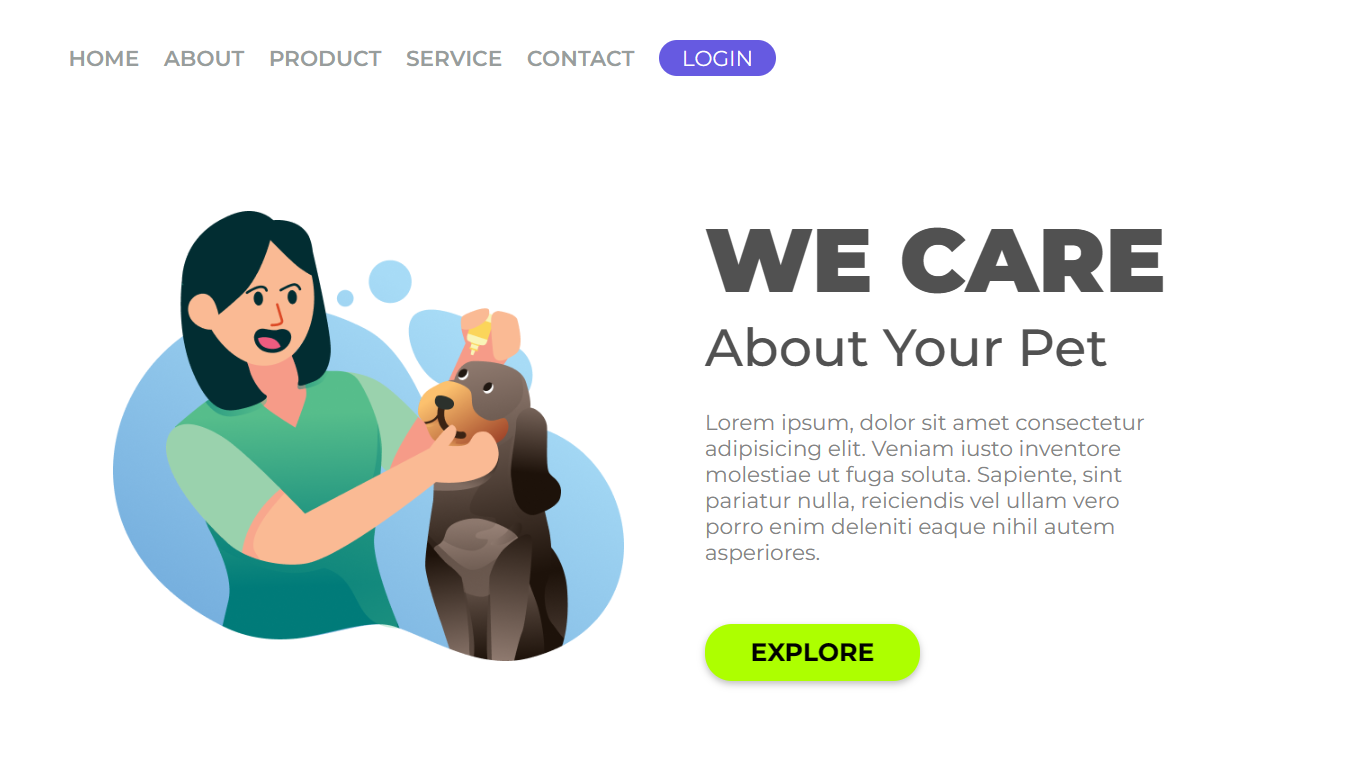 HOME ABOUT PRODUCT SERVICE CONTACT LOGIN
WE CARE
About Your Pet
Lorem ipsum, dolor sit amet consectetur
adipisicing elit. Veniam iusto inventore
molestiae ut fuga soluta. Sapiente, sint
pariatur nulla, reiciendis vel ullam vero
porro enim deleniti eaque nihil autem
asperiores.
EXPLORE